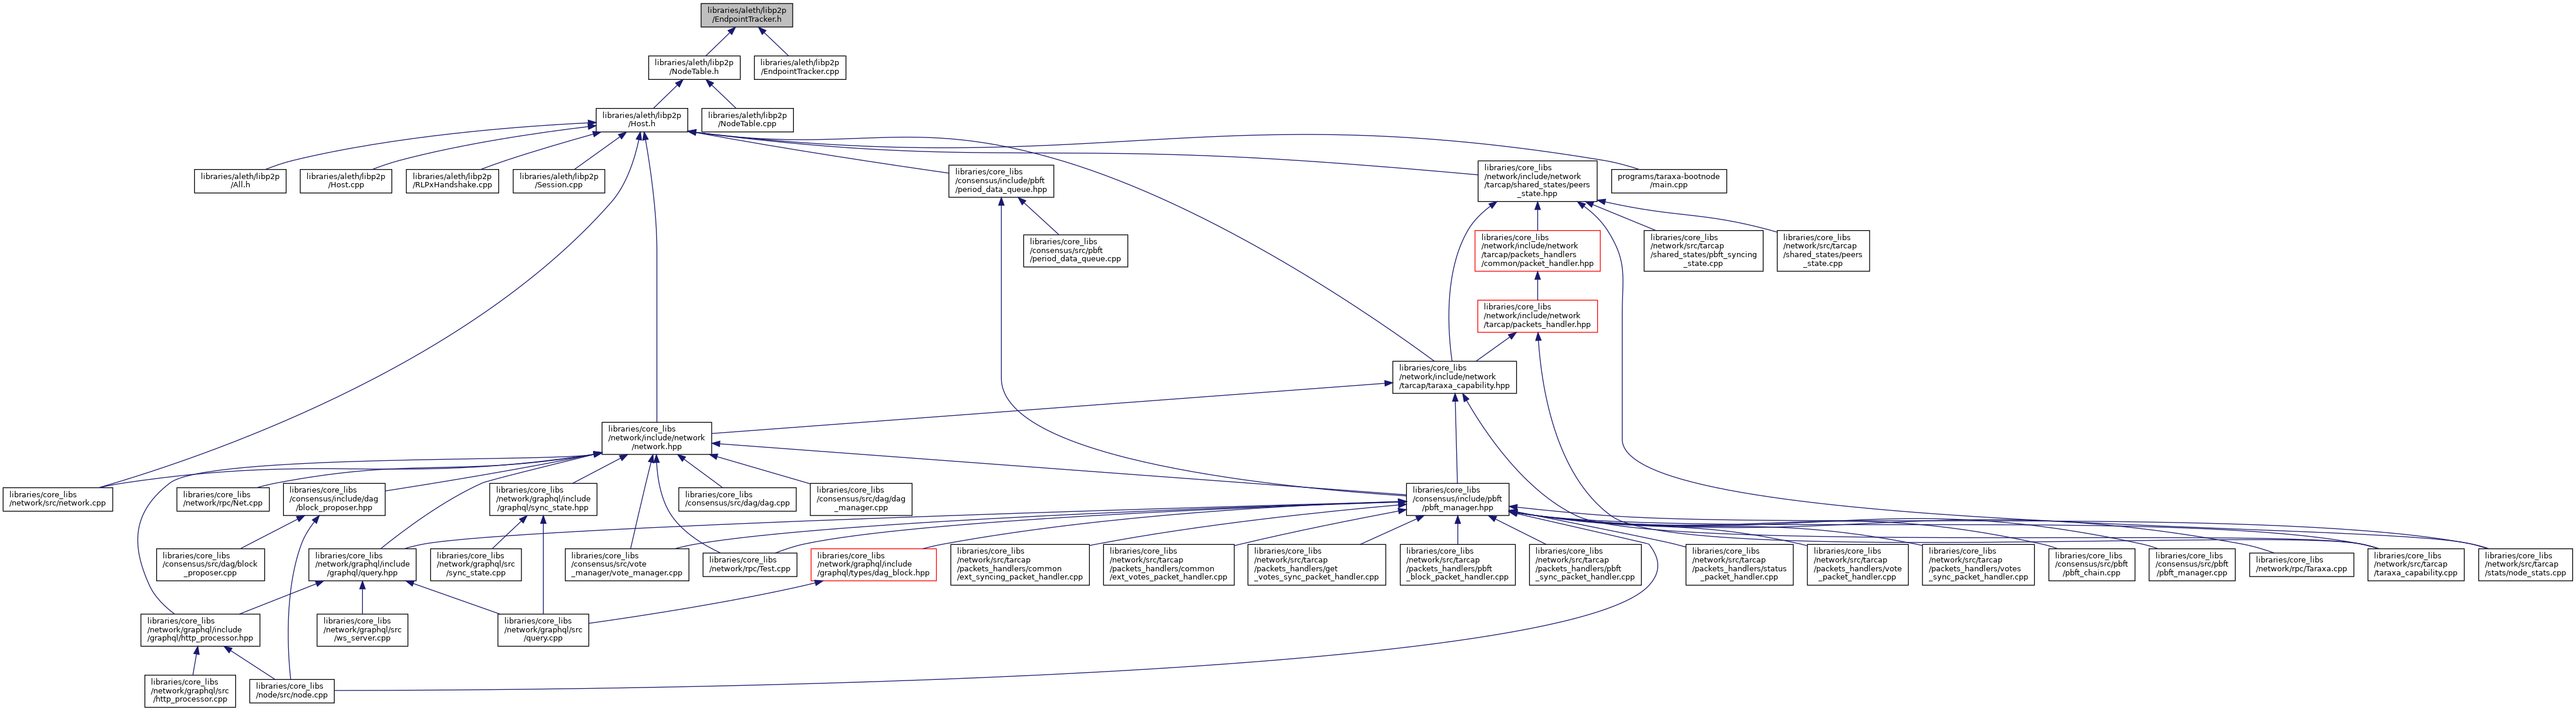 libraries/aleth/libp2p
/EndpointTracker.h
libraries/aleth/libp2p
/NodeTable.h
libraries/aleth/libp2p
/EndpointTracker.cpp
libraries/aleth/libp2p
/Host.h
libraries/aleth/libp2p
/NodeTable.cpp
libraries/aleth/libp2p
/All.h
libraries/aleth/libp2p
/Host.cpp
libraries/aleth/libp2p
/RLPxHandshake.cpp
libraries/aleth/libp2p
/Session.cpp
libraries/core_libs
/consensus/include/pbft
/period_data_queue.hpp
libraries/core_libs
/network/include/network
/tarcap/shared_states/peers
_state.hpp
programs/taraxa-bootnode
/main.cpp
libraries/core_libs
/consensus/src/pbft
/period_data_queue.cpp
libraries/core_libs
/network/include/network
/tarcap/packets_handlers
/common/packet_handler.hpp
libraries/core_libs
/network/src/tarcap
/shared_states/pbft_syncing
_state.cpp
libraries/core_libs
/network/src/tarcap
/shared_states/peers
_state.cpp
libraries/core_libs
/network/include/network
/tarcap/packets_handler.hpp
libraries/core_libs
/network/include/network
/tarcap/taraxa_capability.hpp
libraries/core_libs
/network/include/network
/network.hpp
libraries/core_libs
/network/src/network.cpp
libraries/core_libs
/network/rpc/Net.cpp
libraries/core_libs
/consensus/include/dag
/block_proposer.hpp
libraries/core_libs
/network/graphql/include
/graphql/sync_state.hpp
libraries/core_libs
/consensus/src/dag/dag.cpp
libraries/core_libs
/consensus/src/dag/dag
_manager.cpp
libraries/core_libs
/consensus/include/pbft
/pbft_manager.hpp
libraries/core_libs
/consensus/src/dag/block
_proposer.cpp
libraries/core_libs
/network/graphql/include
/graphql/query.hpp
libraries/core_libs
/network/graphql/src
/sync_state.cpp
libraries/core_libs
/consensus/src/vote
_manager/vote_manager.cpp
libraries/core_libs
/network/rpc/Test.cpp
libraries/core_libs
/network/graphql/include
/graphql/types/dag_block.hpp
libraries/core_libs
/network/src/tarcap
/packets_handlers/common
/ext_syncing_packet_handler.cpp
libraries/core_libs
/network/src/tarcap
/packets_handlers/common
/ext_votes_packet_handler.cpp
libraries/core_libs
/network/src/tarcap
/packets_handlers/get
_votes_sync_packet_handler.cpp
libraries/core_libs
/network/src/tarcap
/packets_handlers/pbft
_block_packet_handler.cpp
libraries/core_libs
/network/src/tarcap
/packets_handlers/pbft
_sync_packet_handler.cpp
libraries/core_libs
/network/src/tarcap
/packets_handlers/status
_packet_handler.cpp
libraries/core_libs
/network/src/tarcap
/packets_handlers/vote
_packet_handler.cpp
libraries/core_libs
/network/src/tarcap
/packets_handlers/votes
_sync_packet_handler.cpp
libraries/core_libs
/consensus/src/pbft
/pbft_chain.cpp
libraries/core_libs
/consensus/src/pbft
/pbft_manager.cpp
libraries/core_libs
/network/rpc/Taraxa.cpp
libraries/core_libs
/network/src/tarcap
/taraxa_capability.cpp
libraries/core_libs
/network/src/tarcap
/stats/node_stats.cpp
libraries/core_libs
/network/graphql/include
/graphql/http_processor.hpp
libraries/core_libs
/network/graphql/src
/ws_server.cpp
libraries/core_libs
/network/graphql/src
/query.cpp
libraries/core_libs
/network/graphql/src
/http_processor.cpp
libraries/core_libs
/node/src/node.cpp